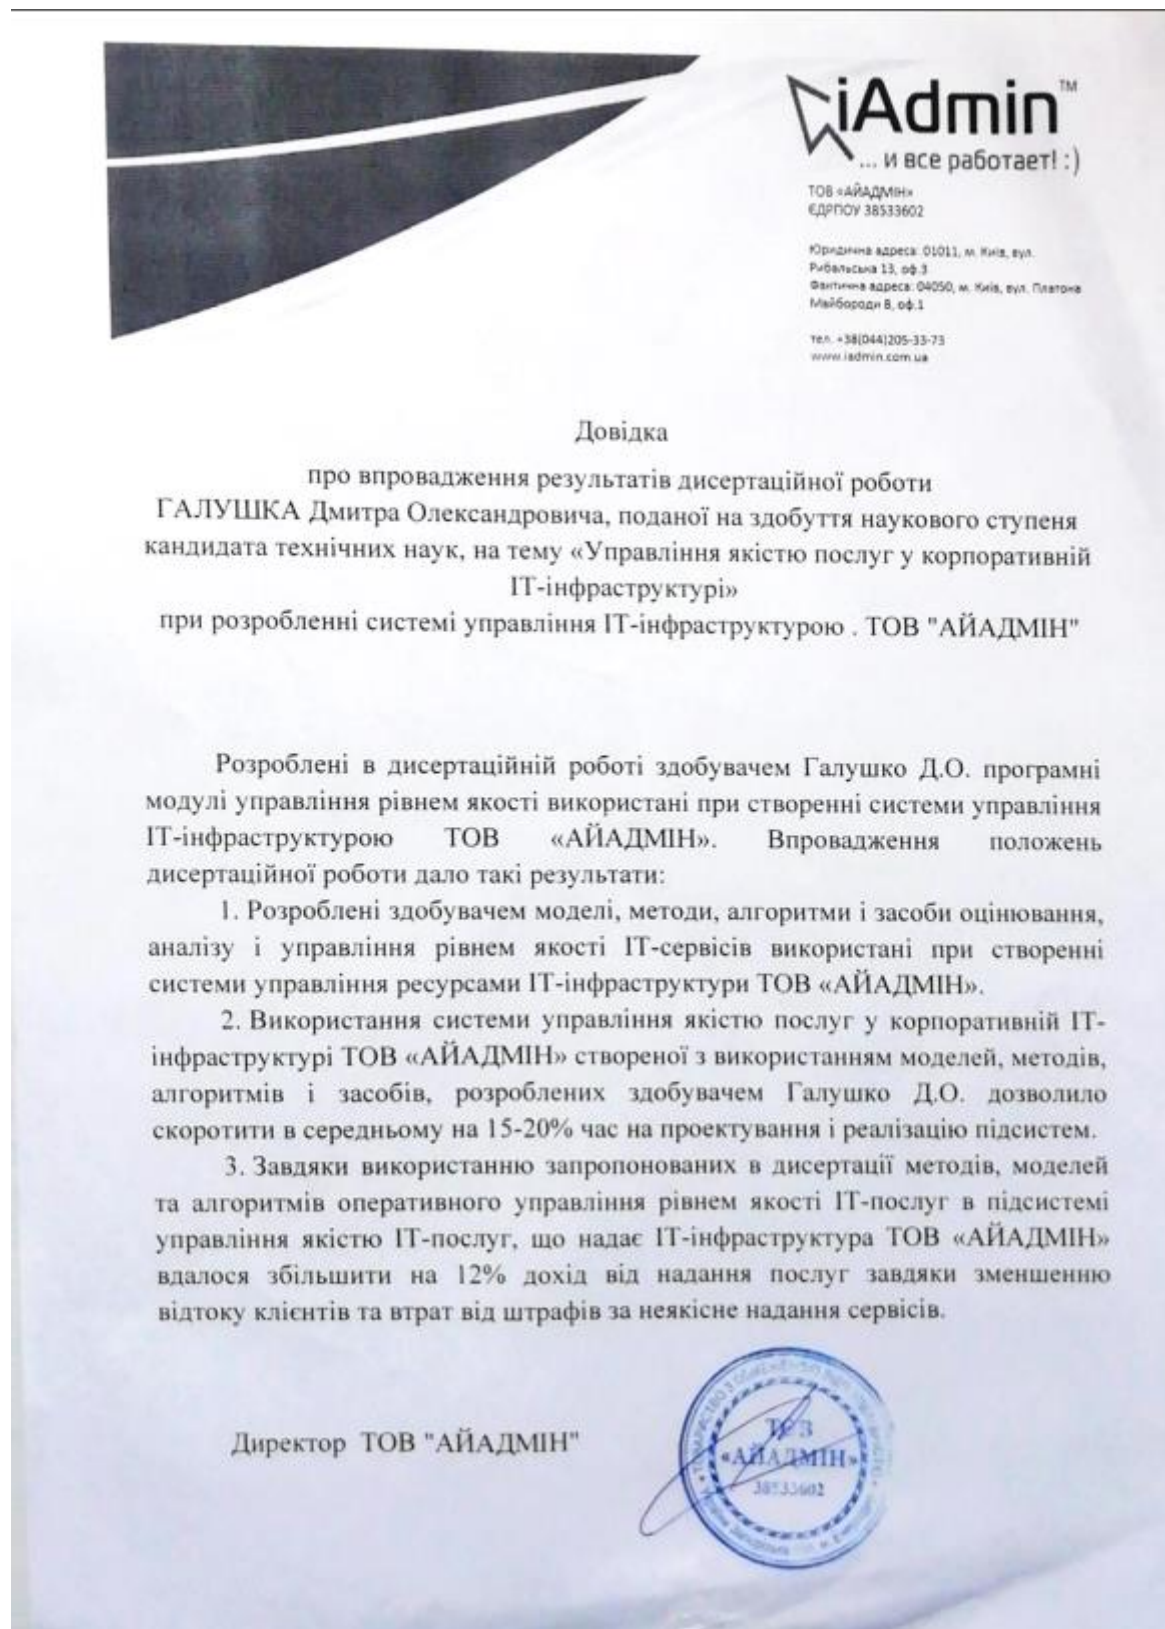 iAdmin™
... и все работает! :)
ТОВ «АЙАДМІН»
ЄДРПОУ 38533602
Юридична адреса: 01011, м. Київ, вул.
Рибальська 13, оф.3
Фактична адреса: 04050, м. Київ, вул. Платона
Майбороди 8, оф.1
тел. +38(044)205-33-73
www.iadmin.com.ua
Довідка
про впровадження результатів дисертаційної роботи
ГАЛУШКА Дмитра Олександровича, поданої на здобуття наукового ступеня
кандидата технічних наук, на тему «Управління якістю послуг у корпоративній
ІТ-інфраструктурі»
при розробленні системі управління ІТ-інфраструктурою . ТОВ "АЙАДМІН"
Розроблені в дисертаційній роботі здобувачем Галушко Д.О. програмні
модулі управління рівнем якості використані при створенні системи управління
ІТ-інфраструктурою ТОВ «АЙАДМІН». Впровадження положень
дисертаційної роботи дало такі результати:
1. Розроблені здобувачем моделі, методи, алгоритми і засоби оцінювання,
аналізу і управління рівнем якості ІТ-сервісів використані при створенні
системи управління ресурсами ІТ-інфраструктури ТОВ «АЙАДМІН».
2. Використання системи управління якістю послуг у корпоративній ІТ-
інфраструктурі ТОВ «АЙАДМІН» створеної з використанням моделей, методів,
алгоритмів і засобів, розроблених здобувачем Галушко Д.О. дозволило
скоротити в середньому на 15-20% час на проектування і реалізацію підсистем.
3. Завдяки використанню запропонованих в дисертації методів, моделей
та алгоритмів оперативного управління рівнем якості ІТ-послуг в підсистемі
управління якістю ІТ-послуг, що надає ІТ-інфраструктура ТОВ «АЙАДМІН»
вдалося збільшити на 12% дохід від надання послуг завдяки зменшенню
відтоку клієнтів та втрат від штрафів за неякісне надання сервісів.
Директор ТОВ "АЙАДМІН"
«АЙАДМІН»
38533602